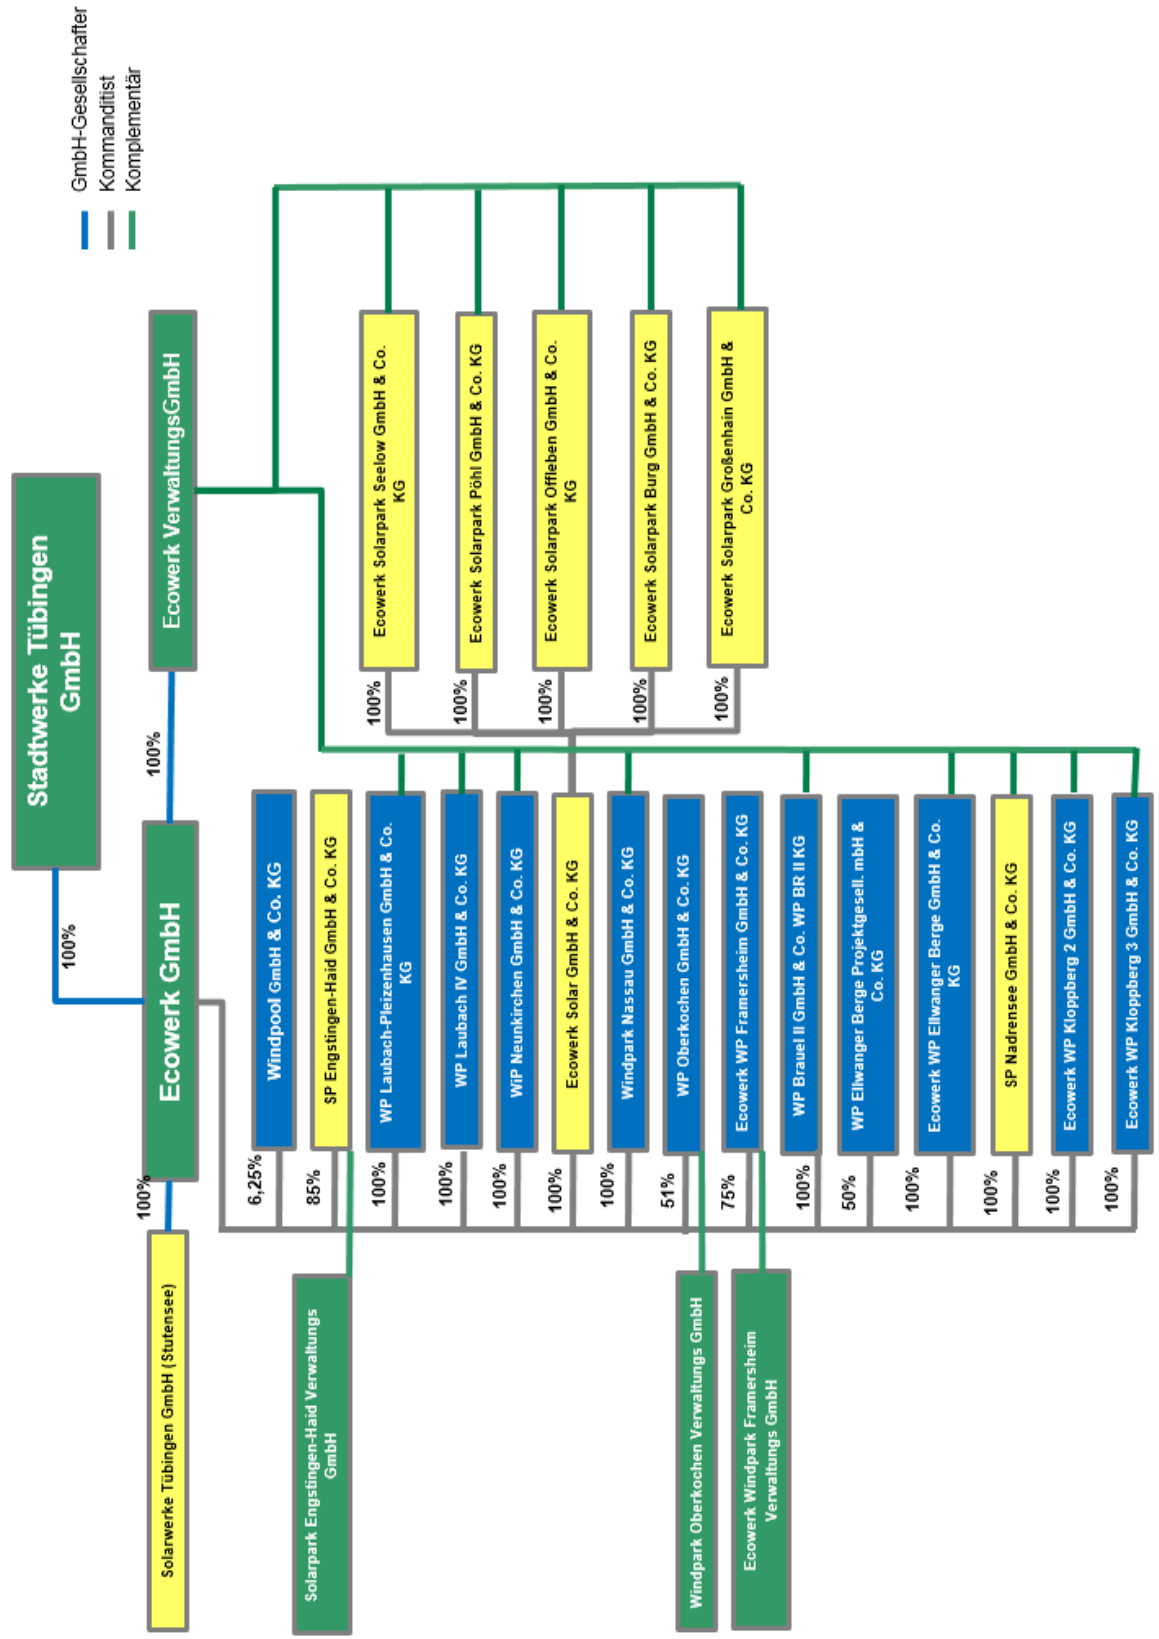 Stadtwerke Tübingen
GmbH
GmbH-Gesellschafter
Kommanditist
Komplementär
100%
Solarwerke Tübingen GmbH (Stutensee)
100%
Ecowerk GmbH
100%
Ecowerk VerwaltungsGmbH
6,25%
Windpool GmbH & Co. KG
Solarpark Engstingen-Haid Verwaltungs
GmbH
85%
SP Engstingen-Haid GmbH & Co. KG
100%
WP Laubach-Pleizenhausen GmbH & Co.
KG
100%
WP Laubach IV GmbH & Co. KG
100%
WiP Neunkirchen GmbH & Co. KG
100%
Ecowerk Solar GmbH & Co. KG
100%
Windpark Nassau GmbH & Co. KG
Windpark Oberkochen Verwaltungs GmbH
51%
WP Oberkochen GmbH & Co. KG
Ecowerk Windpark Framersheim
Verwaltungs GmbH
75%
Ecowerk WP Framersheim GmbH & Co. KG
100%
WP Brauel II GmbH & Co. WP BR II KG
50%
WP Ellwanger Berge Projektgesell. mbH &
Co. KG
100%
Ecowerk WP Ellwanger Berge GmbH & Co.
KG
100%
SP Nadrensee GmbH & Co. KG
100%
Ecowerk WP Kloppberg 2 GmbH & Co. KG
100%
Ecowerk WP Kloppberg 3 GmbH & Co. KG
100%
Ecowerk Solarpark Seelow GmbH & Co.
KG
100%
Ecowerk Solarpark Pöhl GmbH & Co. KG
100%
Ecowerk Solarpark Offleben GmbH & Co.
KG
100%
Ecowerk Solarpark Burg GmbH & Co. KG
100%
Ecowerk Solarpark Großenhain GmbH &
Co. KG